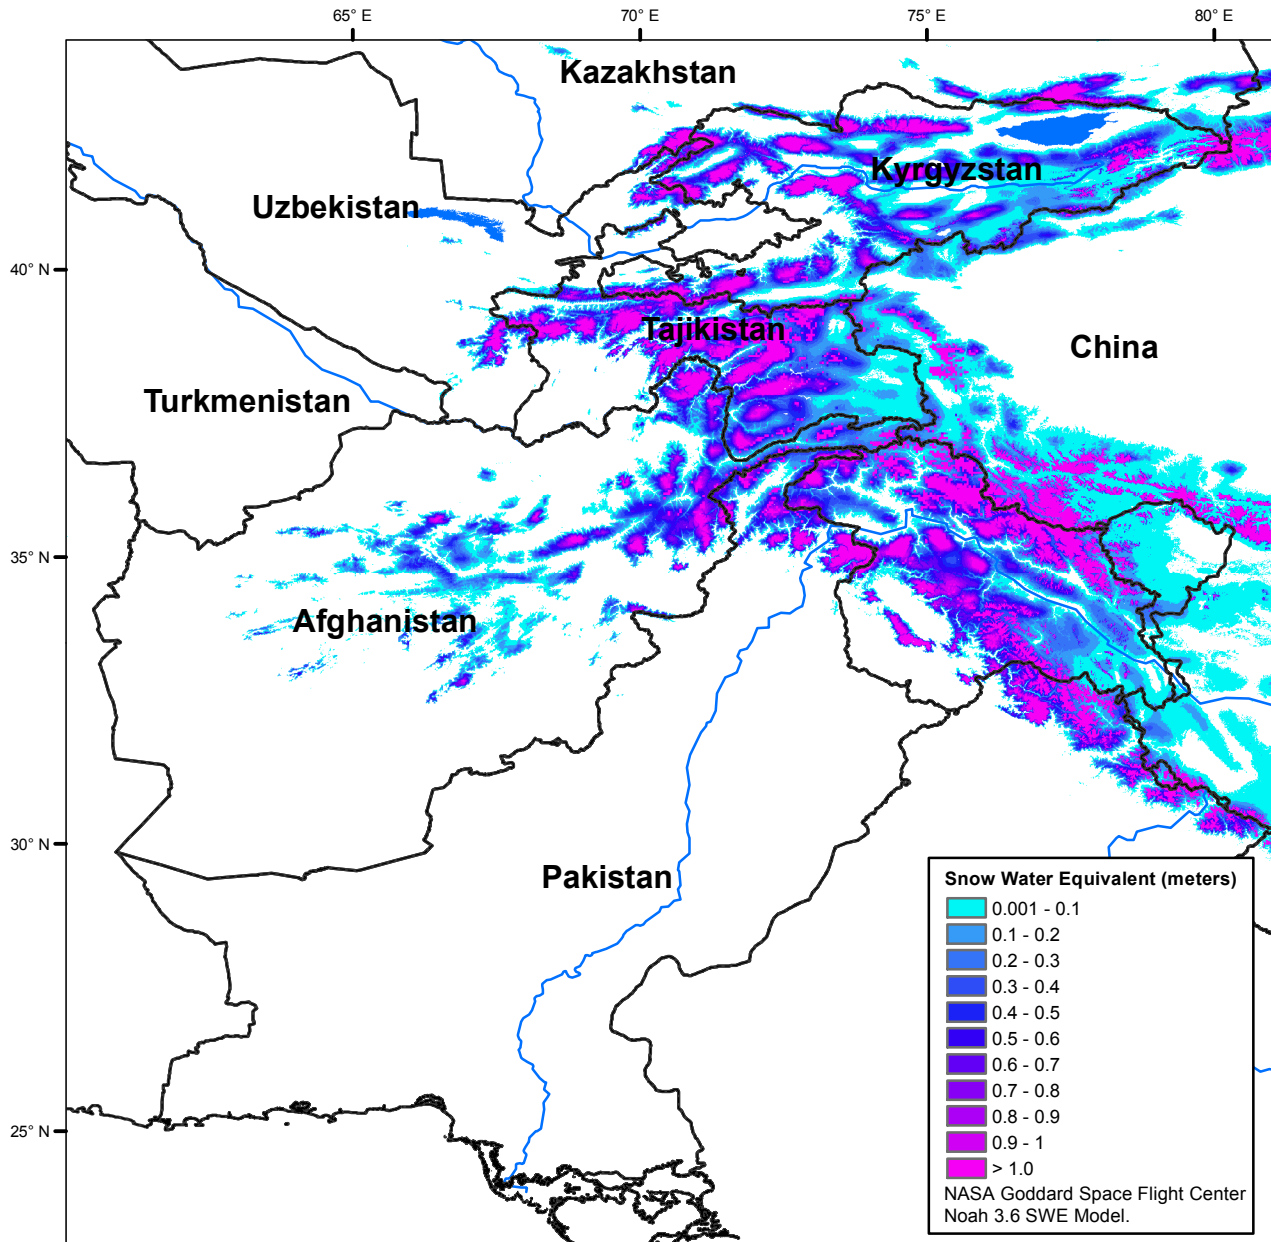 65° E
70° E
75° E
80° E
Kazakhstan
Kyrgyzstan
Uzbekistan
40° N
Tajikistan
China
Turkmenistan
35° N
Afghanistan
30° N
Pakistan
25° N
Snow Water Equivalent (meters)
0.001 - 0.1
0.1 - 0.2
0.2 - 0.3
0.3 - 0.4
0.4 - 0.5
0.5 - 0.6
0.6 - 0.7
0.7 - 0.8
0.8 - 0.9
0.9 - 1
> 1.0
NASA Goddard Space Flight Center
Noah 3.6 SWE Model.